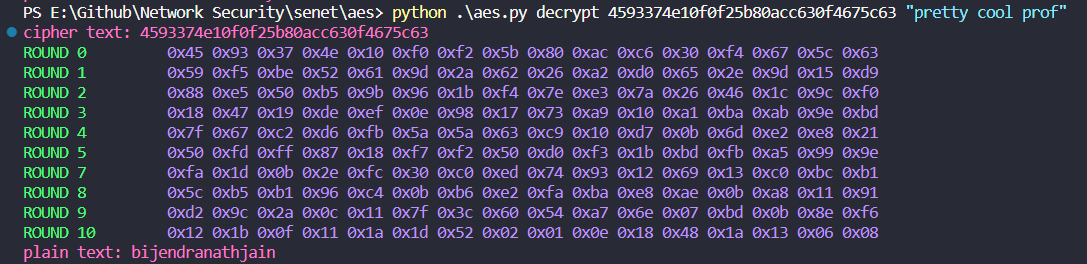 PS E:\Github\Network Security\senet\aes> python .\aes.py decrypt 4593374e10f0f25b80acc630f4675c63 "pretty cool prof"
cipher text: 4593374e10f0f25b80acc630f4675c63
ROUND 0 0x45 0x93 0x37 0x4e 0x10 0xf0 0xf2 0x5b 0x80 0xac 0xc6 0x30 0xf4 0x67 0x5c 0x63
ROUND 1 0x59 0xf5 0xbe 0x52 0x61 0x9d 0x2a 0x62 0x26 0xa2 0xd0 0x65 0x2e 0x9d 0x15 0xd9
ROUND 2 0x88 0xe5 0x50 0xb5 0x9b 0x96 0x1b 0xf4 0x7e 0xe3 0x7a 0x26 0x46 0x1c 0x9c 0xf0
ROUND 3 0x18 0x47 0x19 0xde 0xef 0x0e 0x98 0x17 0x73 0xa9 0x10 0xa1 0xba 0xab 0x9e 0xbd
ROUND 4 0x7f 0x67 0xc2 0xd6 0xfb 0x5a 0x5a 0x63 0xc9 0x10 0xd7 0x0b 0x6d 0xe2 0xe8 0x21
ROUND 5 0x50 0xfd 0xff 0x87 0x18 0xf7 0xf2 0x50 0xd0 0xf3 0x1b 0xbd 0xfb 0xa5 0x99 0x9e
ROUND 7 0xfa 0x1d 0x0b 0x2e 0xfc 0x30 0xc0 0xed 0x74 0x93 0x12 0x69 0x13 0xc0 0xbc 0xb1
ROUND 8 0x5c 0xb5 0xb1 0x96 0xc4 0x0b 0xb6 0xe2 0xfa 0xba 0xe8 0xae 0x0b 0xa8 0x11 0x91
ROUND 9 0xd2 0x9c 0x2a 0x0c 0x11 0x7f 0x3c 0x60 0x54 0xa7 0x6e 0x07 0xbd 0x0b 0x8e 0xf6
ROUND 10 0x12 0x1b 0x0f 0x11 0x1a 0x1d 0x52 0x02 0x01 0x0e 0x18 0x48 0x1a 0x13 0x06 0x08
plain text: bijendranathjain